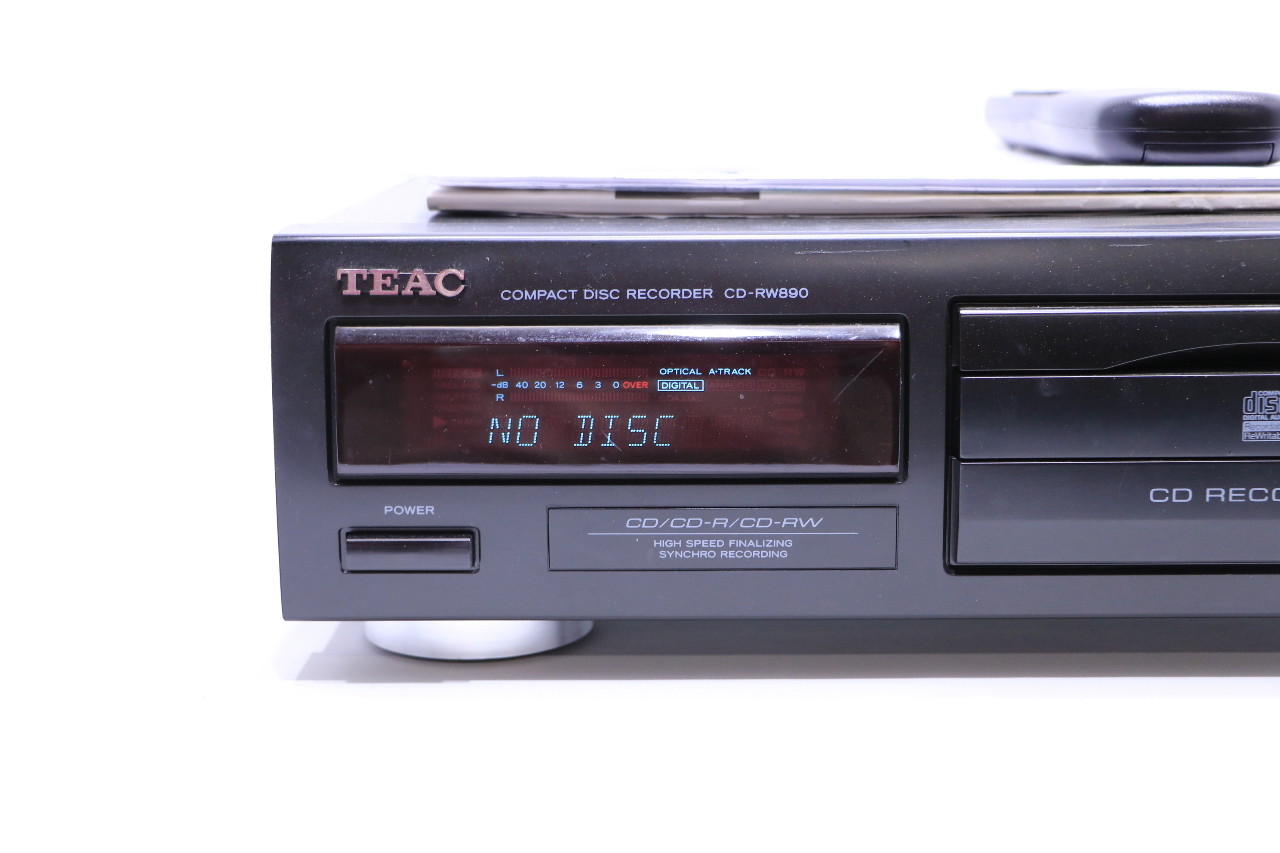 TEAC
COMPACT DISC RECORDER CD-RW890
L
OPTICAL A•TRACK
-dB 40 20 12 6 3 0 OVER DIGITAL
R
NO DISC
POWER
CD/CD-R/CD-RW
HIGH SPEED FINALIZING
SYNCHRO RECORDING
CD RECO